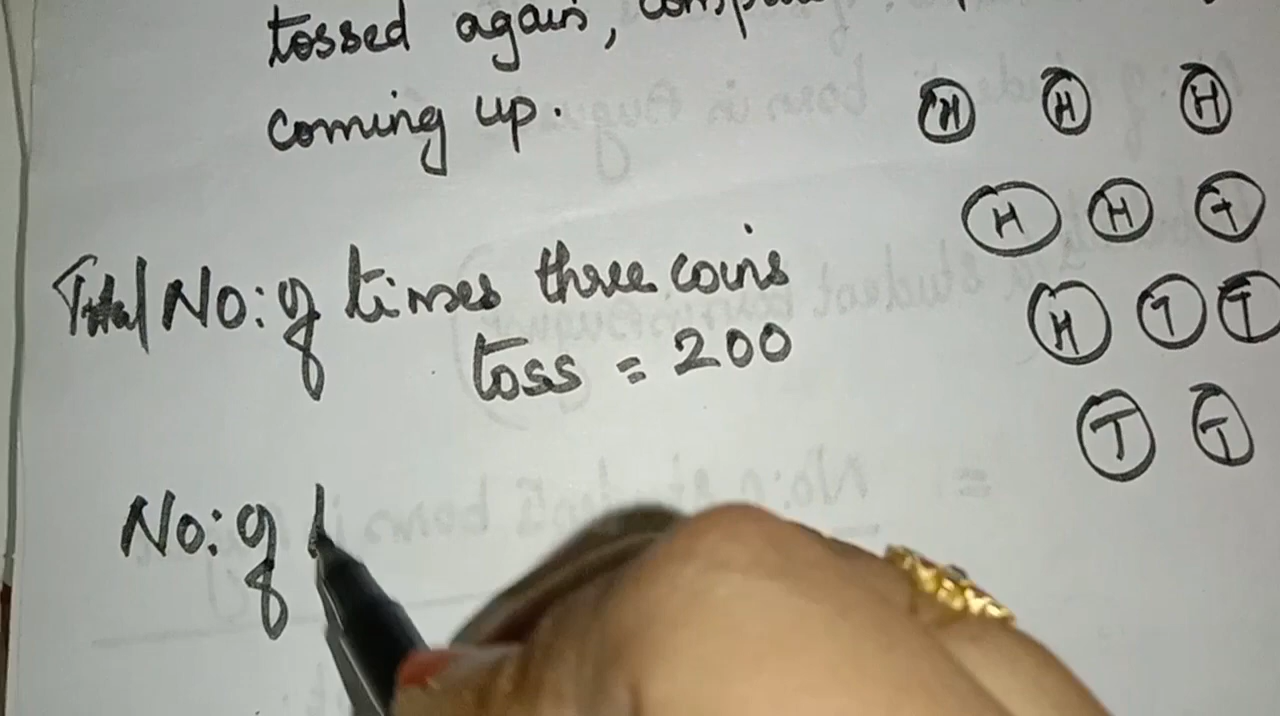 tossed again,
coming up.
H H H
H H T
H T T
T T
Total No: of times three coins
toss = 200
No: of